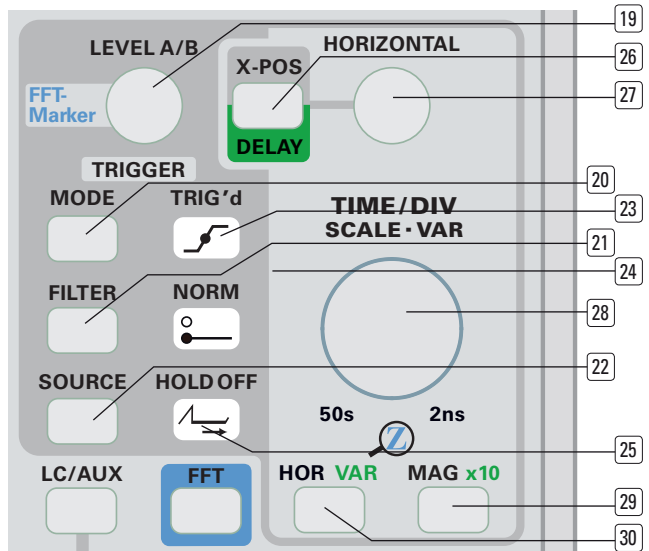 19
LEVEL A/B
HORIZONTAL
X-POS
26
FFT-
Marker
27
DELAY
TRIGGER
20
MODE
TRIG'd
TIME/DIV
SCALE · VAR
23
21
24
FILTER
NORM
28
22
SOURCE
HOLD OFF
50s
2ns
Z
25
LC/AUX
FFT
HOR VAR
MAG x10
29
30